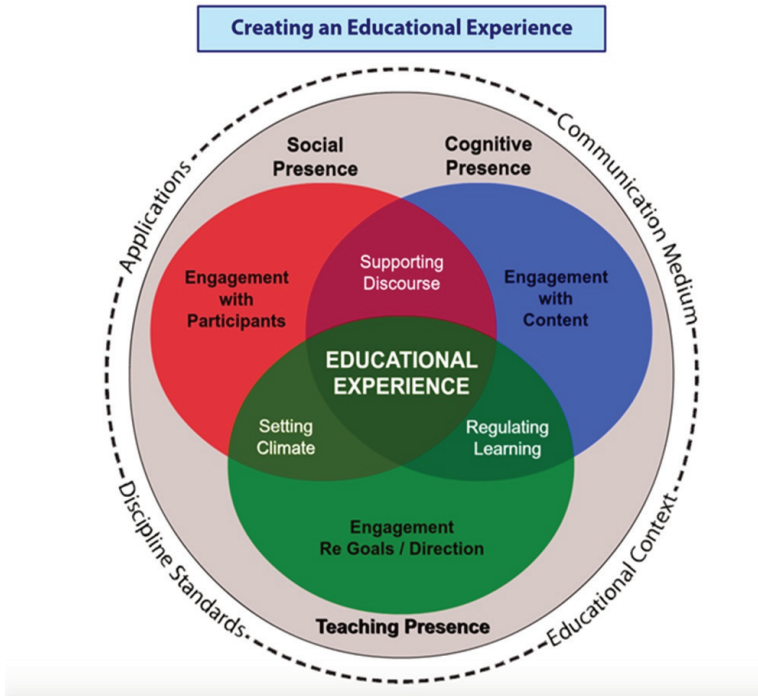 Creating an Educational Experience
Communication Medium
Applications
Social
Presence
Cognitive
Presence
Supporting
Discourse
Engagement
with
Participants
Engagement
with
Content
EDUCATIONAL
EXPERIENCE
Setting
Climate
Regulating
Learning
Engagement
Re Goals / Direction
Teaching Presence
Discipline Standards
Educational Context